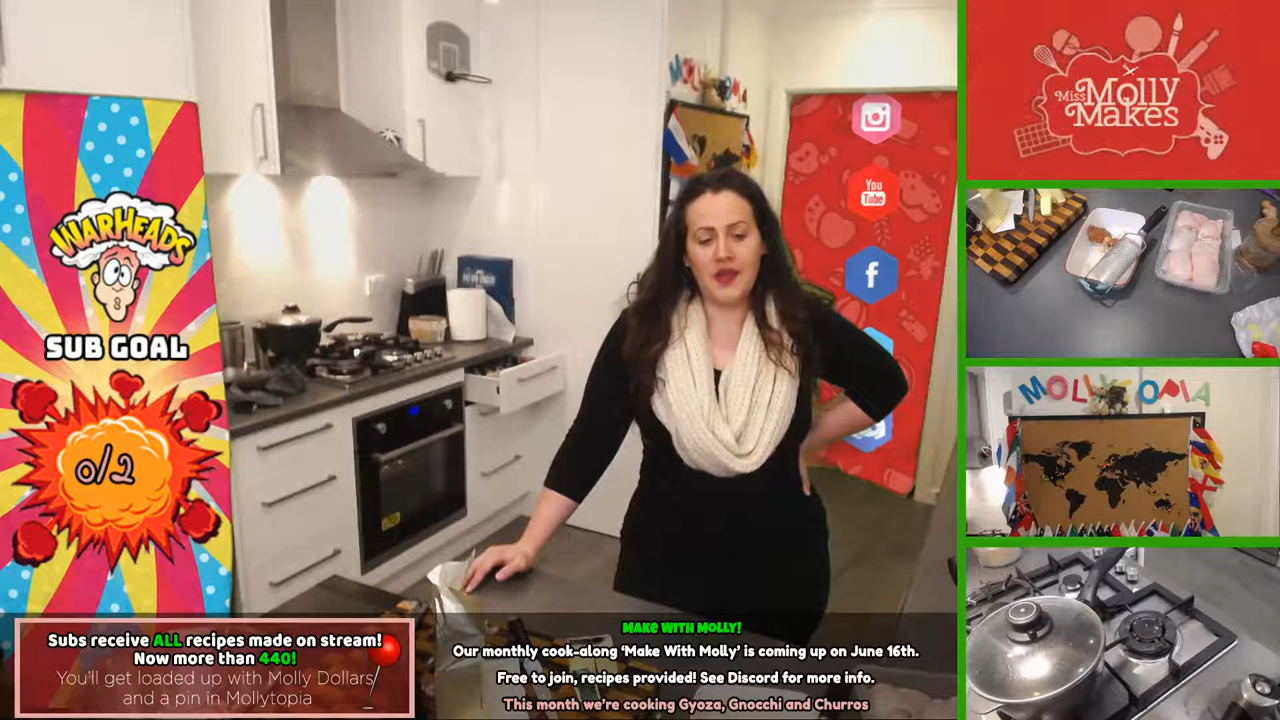 WARHEADS
SUB GOAL
0/2
Subs receive ALL recipes made on stream!
Now more than 440!
You'll get loaded up with Molly Dollars
and a pin in Mollytopia
MAKE WITH MOLLY!
Our monthly cook-along 'Make With Molly' is coming up on June 16th.
Free to join, recipes provided! See Discord for more info.
This month we're cooking Gyoza, Gnocchi and Churros
You
Tube
f
Miss Molly
Makes
MOLLYTOPIA